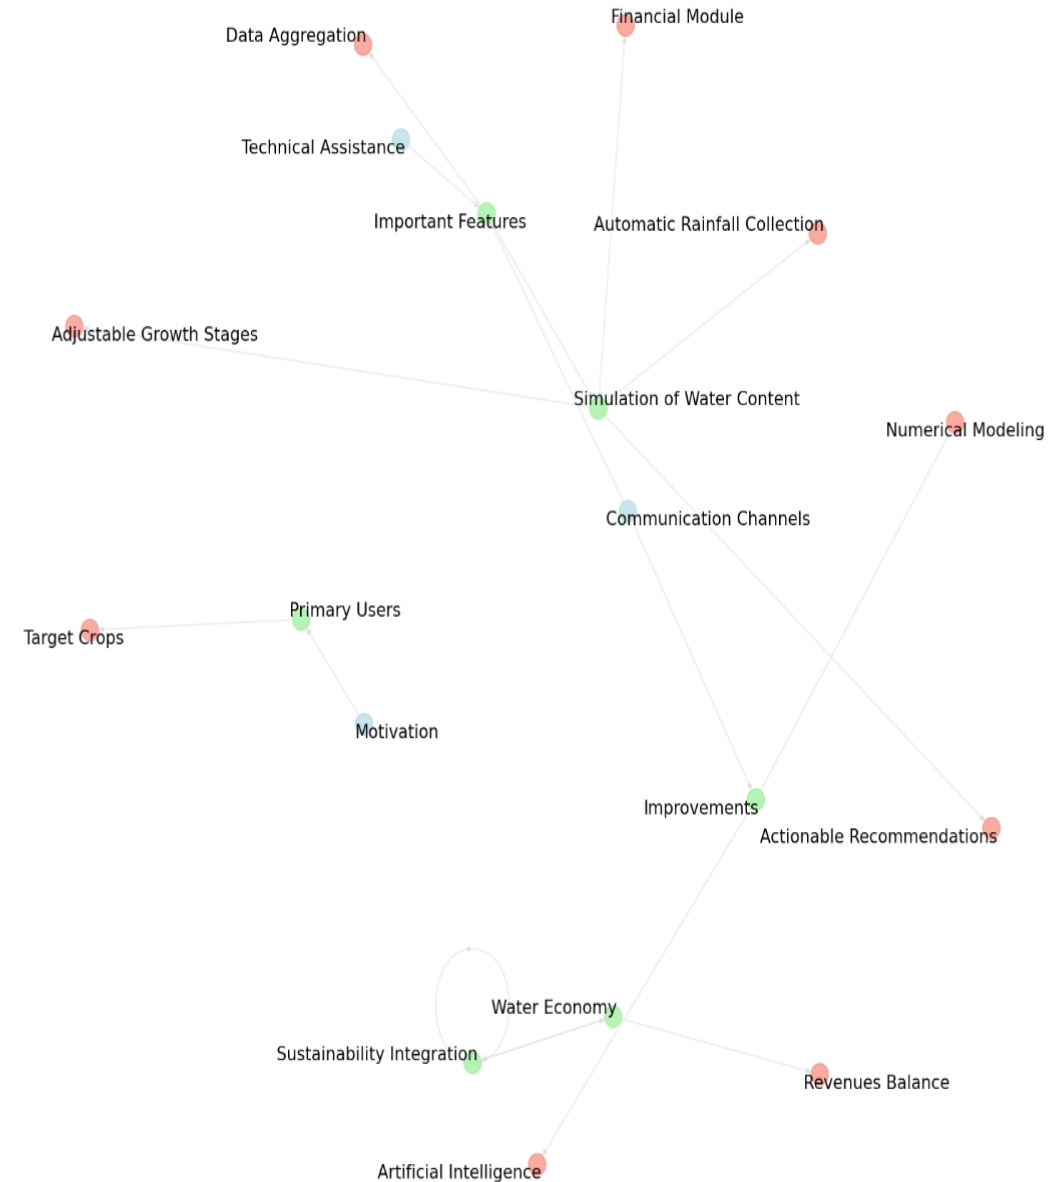 Financial Module
Data Aggregation
Technical Assistance
Important Features
Automatic Rainfall Collection
Adjustable Growth Stages
Simulation of Water Content
Numerical Modeling
Communication Channels
Primary Users
Target Crops
Motivation
Improvements
Actionable Recommendations
Water Economy
Sustainability Integration
Revenues Balance
Artificial Intelligence